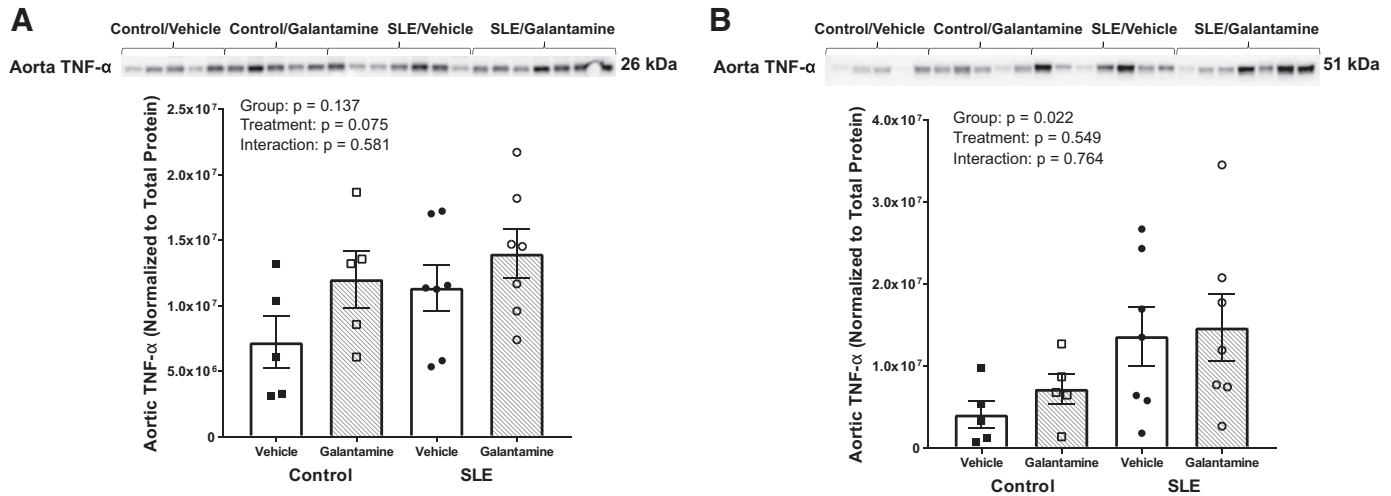 A
Control/Vehicle Control/Galantamine SLE/Vehicle SLE/Galantamine
Aorta TNF-α 26 kDa
Aortic TNF-α (Normalized to Total Protein)
Group: p = 0.137
Treatment: p = 0.075
Interaction: p = 0.581
2.5x10⁷
2.0x10⁷
1.5x10⁷
1.0x10⁷
5.0x10⁶
0
Vehicle Galantamine Vehicle Galantamine
Control SLE
B
Control/Vehicle Control/Galantamine SLE/Vehicle SLE/Galantamine
Aorta TNF-α 51 kDa
Aortic TNF-α (Normalized to Total Protein)
Group: p = 0.022
Treatment: p = 0.549
Interaction: p = 0.764
4.0x10⁷
3.0x10⁷
2.0x10⁷
1.0x10⁷
0
Vehicle Galantamine Vehicle Galantamine
Control SLE